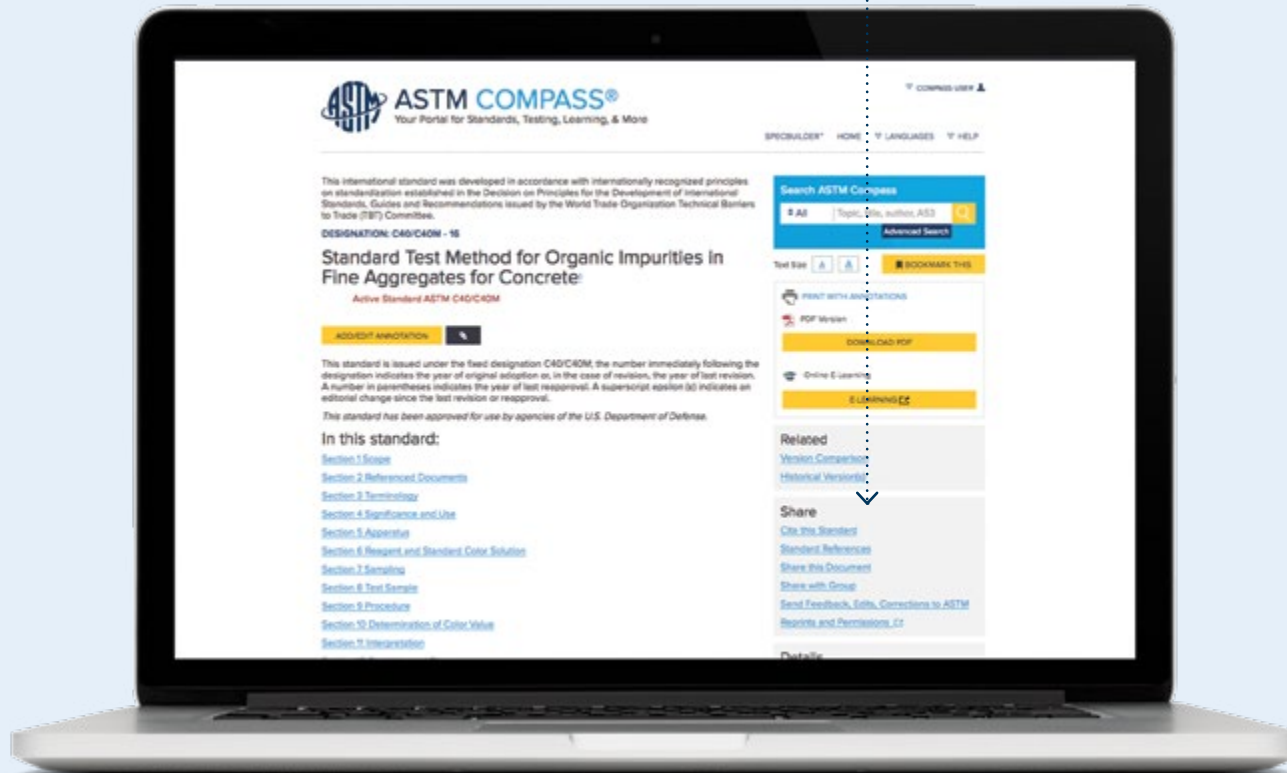 ASTM
ASTM COMPASS®
Your Portal for Standards, Testing, Learning, & More
COMPASS USER
SPECBUILDER® HOME LANGUAGES HELP
This international standard was developed in accordance with internationally recognized principles
on standardization established in the Decision on Principles for the Development of International
Standards, Guides and Recommendations issued by the World Trade Organization Technical Barriers
to Trade (TBT) Committee.
DESIGNATION: C40/C40M - 16
Standard Test Method for Organic Impurities in
Fine Aggregates for Concrete
Active Standard ASTM C40/C40M
ADD/EDIT ANNOTATION
This standard is issued under the fixed designation C40/C40M; the number immediately following the
designation indicates the year of original adoption or, in the case of revision, the year of last revision.
A number in parentheses indicates the year of last reapproval. A superscript epsilon (ε) indicates an
editorial change since the last revision or reapproval.
This standard has been approved for use by agencies of the U.S. Department of Defense.
In this standard:
Section 1 Scope
Section 2 Referenced Documents
Section 3 Terminology
Section 4 Significance and Use
Section 5 Apparatus
Section 6 Reagent and Standard Color Solution
Section 7 Sampling
Section 8 Test Sample
Section 9 Procedure
Section 10 Determination of Color Value
Section 11 Interpretation
Search ASTM Compass
All Topic, title, author, A53
Advanced Search
Text Size A A BOOKMARK THIS
PRINT WITH ANNOTATIONS
PDF Version
DOWNLOAD PDF
Online E-Learning
E-LEARNING
Related
Version Comparison
Historical Version(s)
Share
Cite this Standard
Standard References
Share this Document
Share with Group
Send Feedback, Edits, Corrections to ASTM
Reprints and Permissions
Details